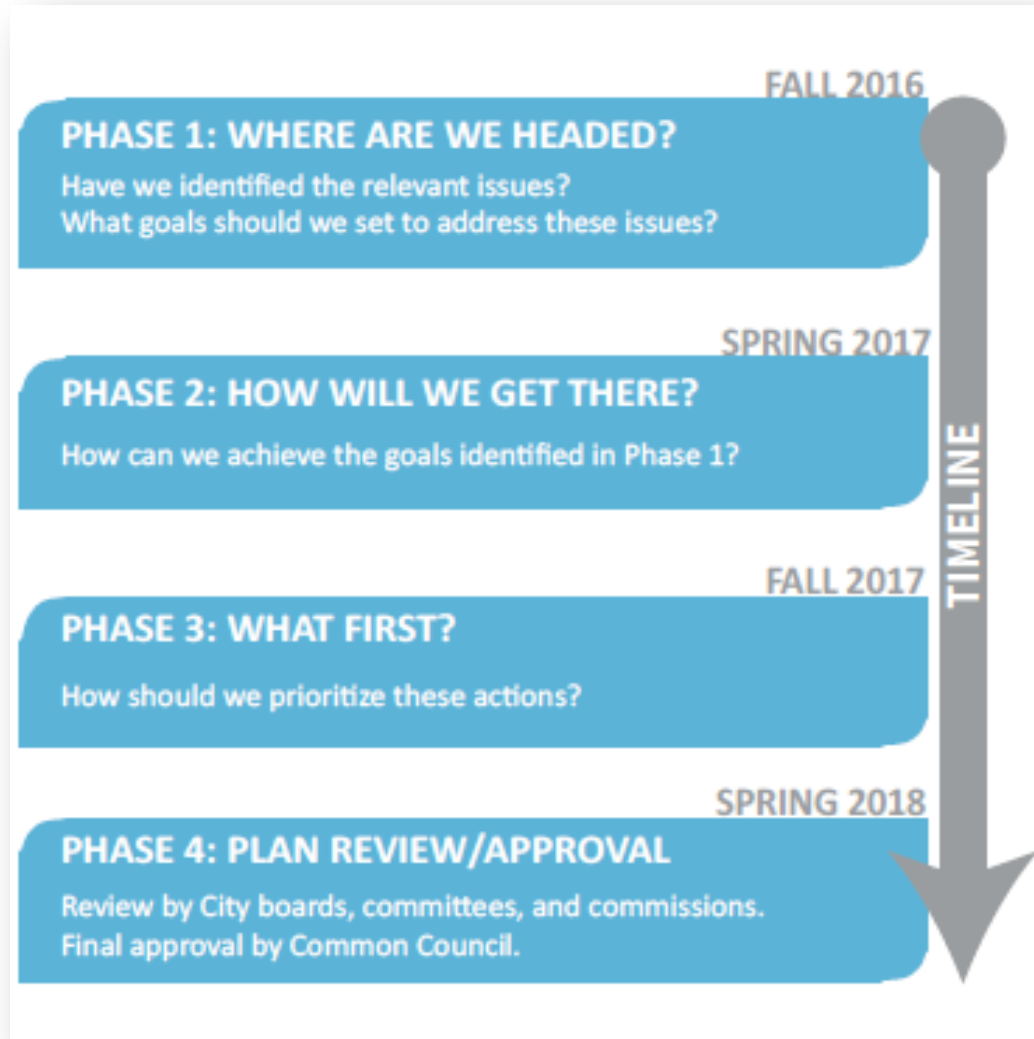 FALL 2016
PHASE 1: WHERE ARE WE HEADED?
Have we identified the relevant issues?
What goals should we set to address these issues?
SPRING 2017
PHASE 2: HOW WILL WE GET THERE?
How can we achieve the goals identified in Phase 1?
FALL 2017
PHASE 3: WHAT FIRST?
How should we prioritize these actions?
SPRING 2018
PHASE 4: PLAN REVIEW/APPROVAL
Review by City boards, committees, and commissions.
Final approval by Common Council.
TIMELINE